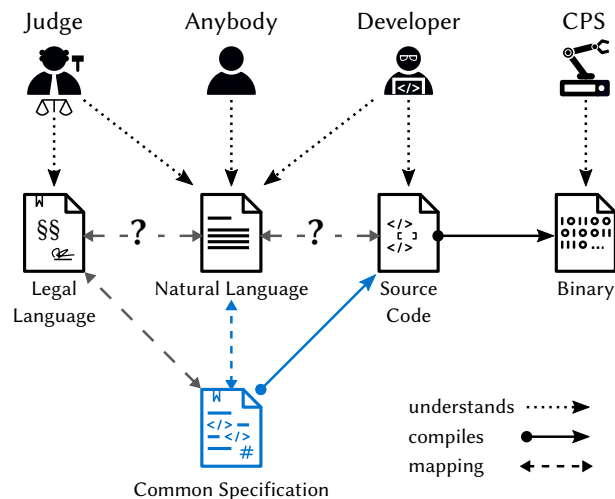 Judge
Anybody
Developer
CPS
</>
§§
?
?
</>
[ ]
</>
Legal
Language
Natural Language
Source
Code
Binary
</>
</>
#
understands
compiles
mapping
Common Specification